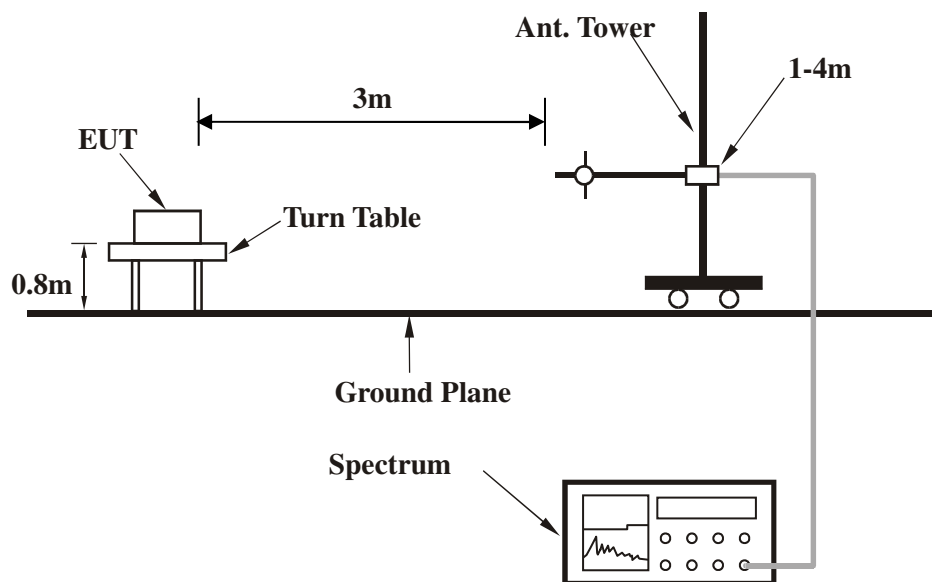 Ant. Tower
1-4m
3m
EUT
Turn Table
0.8m
Ground Plane
Spectrum